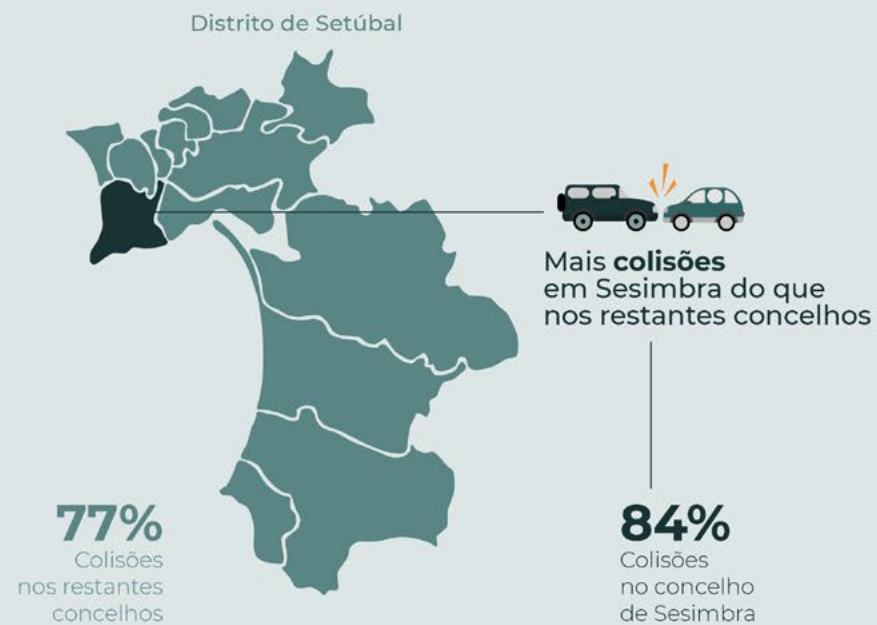 Distrito de Setúbal
Mais colisões
em Sesimbra do que
nos restantes concelhos
77%
Colisões
nos restantes
concelhos
84%
Colisões
no concelho
de Sesimbra